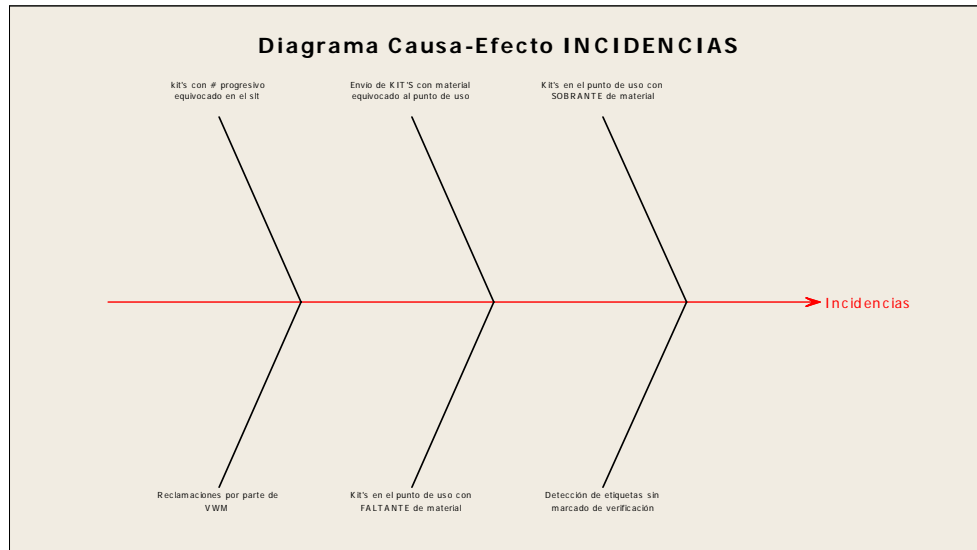 Diagrama Causa-Efecto INCIDENCIAS
kit's con # progresivo
equivocado en el slt
Envio de KIT'S con material
equivocado al punto de uso
Kit's en el punto de uso con
SOBRANTE de material
Incidencias
Reclamaciones por parte de
VWM
Kit's en el punto de uso con
FALTANTE de material
Detección de etiquetas sin
marcado de verificación